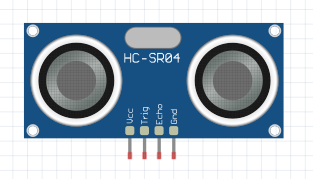 HC-SR04
Vcc
Trig
Echo
Gnd